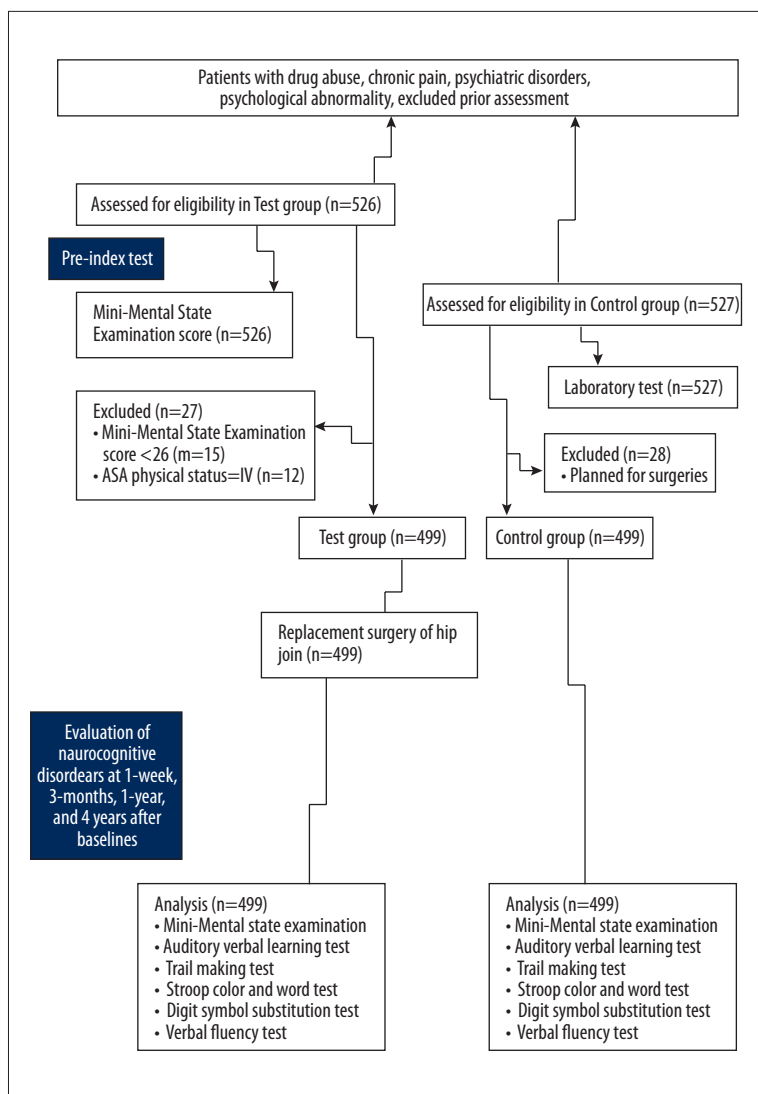 Patients with drug abuse, chronic pain, psychiatric disorders,
psychological abnormality, excluded prior assessment
Assessed for eligibility in Test group (n=526)
Pre-index test
Mini-Mental State
Examination score (n=526)
Assessed for eligibility in Control group (n=527)
Laboratory test (n=527)
Excluded (n=27)
• Mini-Mental State Examination
score <26 (m=15)
• ASA physical status=IV (n=12)
Excluded (n=28)
• Planned for surgeries
Test group (n=499)
Control group (n=499)
Replacement surgery of hip
join (n=499)
Evaluation of
naurocognitive
disordears at 1-week,
3-months, 1-year,
and 4 years after
baselines
Analysis (n=499)
• Mini-Mental state examination
• Auditory verbal learning test
• Trail making test
• Stroop color and word test
• Digit symbol substitution test
• Verbal fluency test
Analysis (n=499)
• Mini-Mental state examination
• Auditory verbal learning test
• Trail making test
• Stroop color and word test
• Digit symbol substitution test
• Verbal fluency test